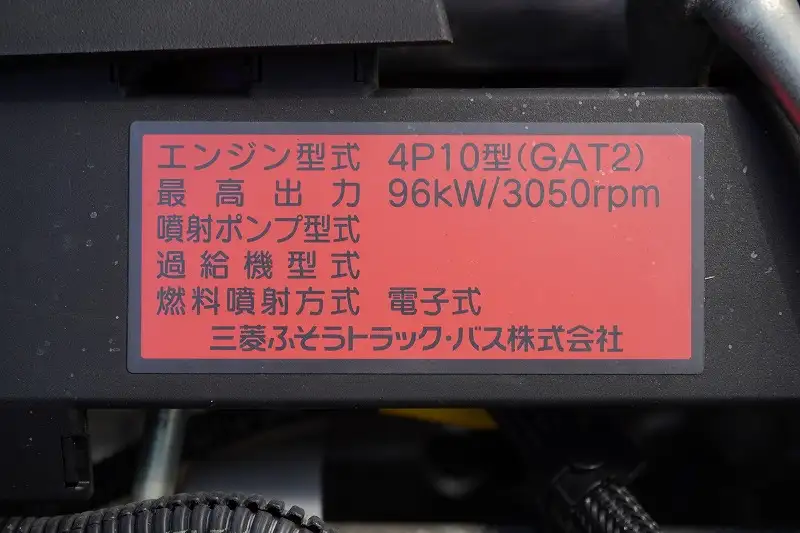 エンジン型式 4P10型(GAT2)
最高出力 96kW/3050rpm
噴射ポンプ型式
過給機型式
燃料噴射方式 電子式
三菱ふそうトラック・バス株式会社